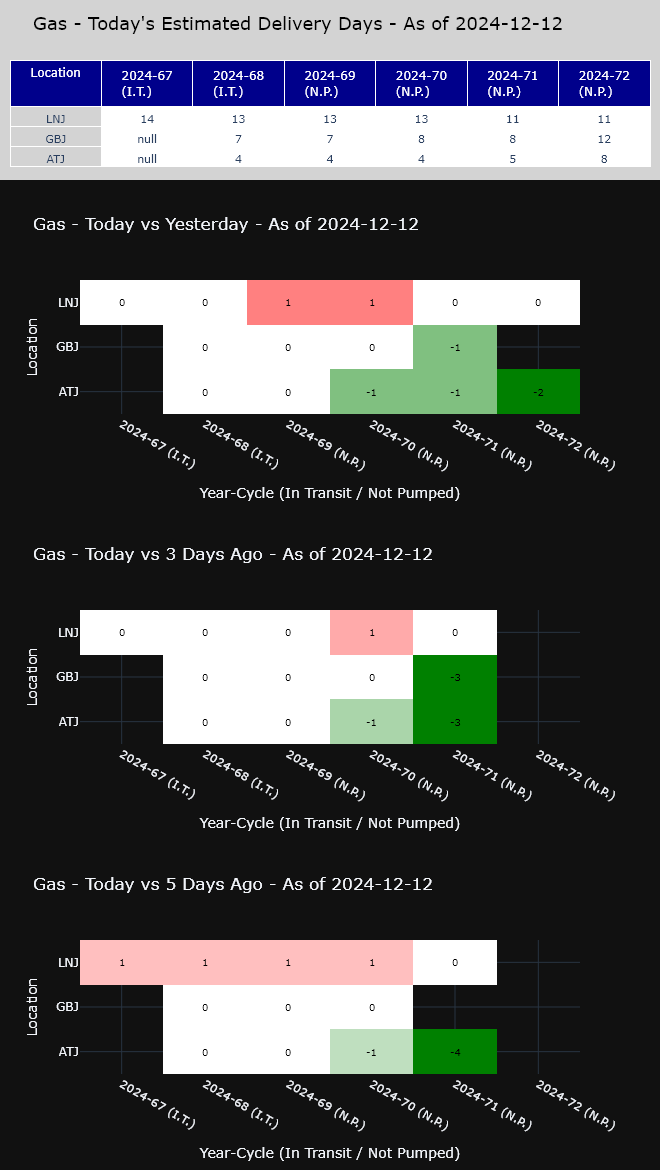 Gas - Today's Estimated Delivery Days - As of 2024-12-12
Location 2024-67 (I.T.) 2024-68 (I.T.) 2024-69 (N.P.) 2024-70 (N.P.) 2024-71 (N.P.) 2024-72 (N.P.)
LNJ 14 13 13 13 11 11
GBJ null 7 7 8 8 12
ATJ null 4 4 4 5 8
Gas - Today vs Yesterday - As of 2024-12-12
Location
LNJ 0 0 1 1 0 0
GBJ 0 0 0 -1
ATJ 0 0 -1 -1 -2
2024-67 (I.T.) 2024-68 (I.T.) 2024-69 (N.P.) 2024-70 (N.P.) 2024-71 (N.P.) 2024-72 (N.P.)
Year-Cycle (In Transit / Not Pumped)
Gas - Today vs 3 Days Ago - As of 2024-12-12
Location
LNJ 0 0 0 1 0
GBJ 0 0 0 -3
ATJ 0 0 -1 -3
2024-67 (I.T.) 2024-68 (I.T.) 2024-69 (N.P.) 2024-70 (N.P.) 2024-71 (N.P.) 2024-72 (N.P.)
Year-Cycle (In Transit / Not Pumped)
Gas - Today vs 5 Days Ago - As of 2024-12-12
Location
LNJ 1 1 1 1 0
GBJ 0 0 0
ATJ 0 0 -1 -4
2024-67 (I.T.) 2024-68 (I.T.) 2024-69 (N.P.) 2024-70 (N.P.) 2024-71 (N.P.) 2024-72 (N.P.)
Year-Cycle (In Transit / Not Pumped)